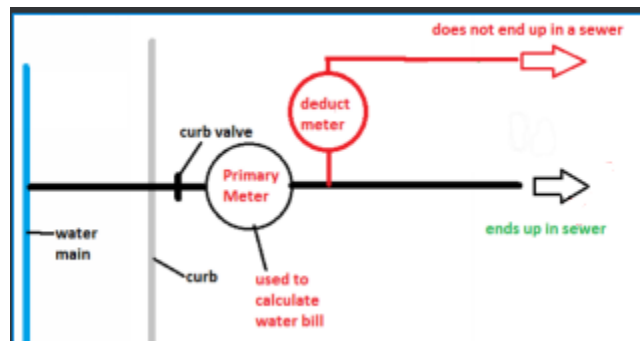 does not end up in a sewer
deduct
meter
curb valve
Primary
Meter
ends up in sewer
water
main
curb
used to
calculate
water bill